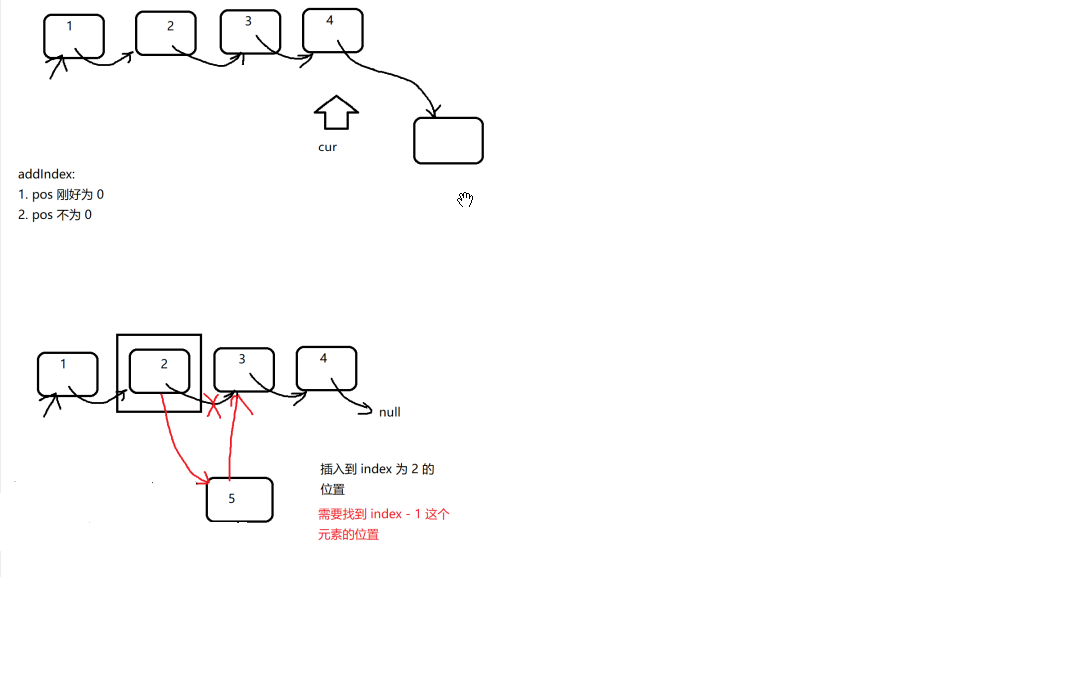 1 2 3 4
cur
addIndex:
1. pos 刚好为 0
2. pos 不为 0
1 2 3 4
null
5
插入到 index 为 2 的
位置
需要找到 index - 1 这个
元素的位置